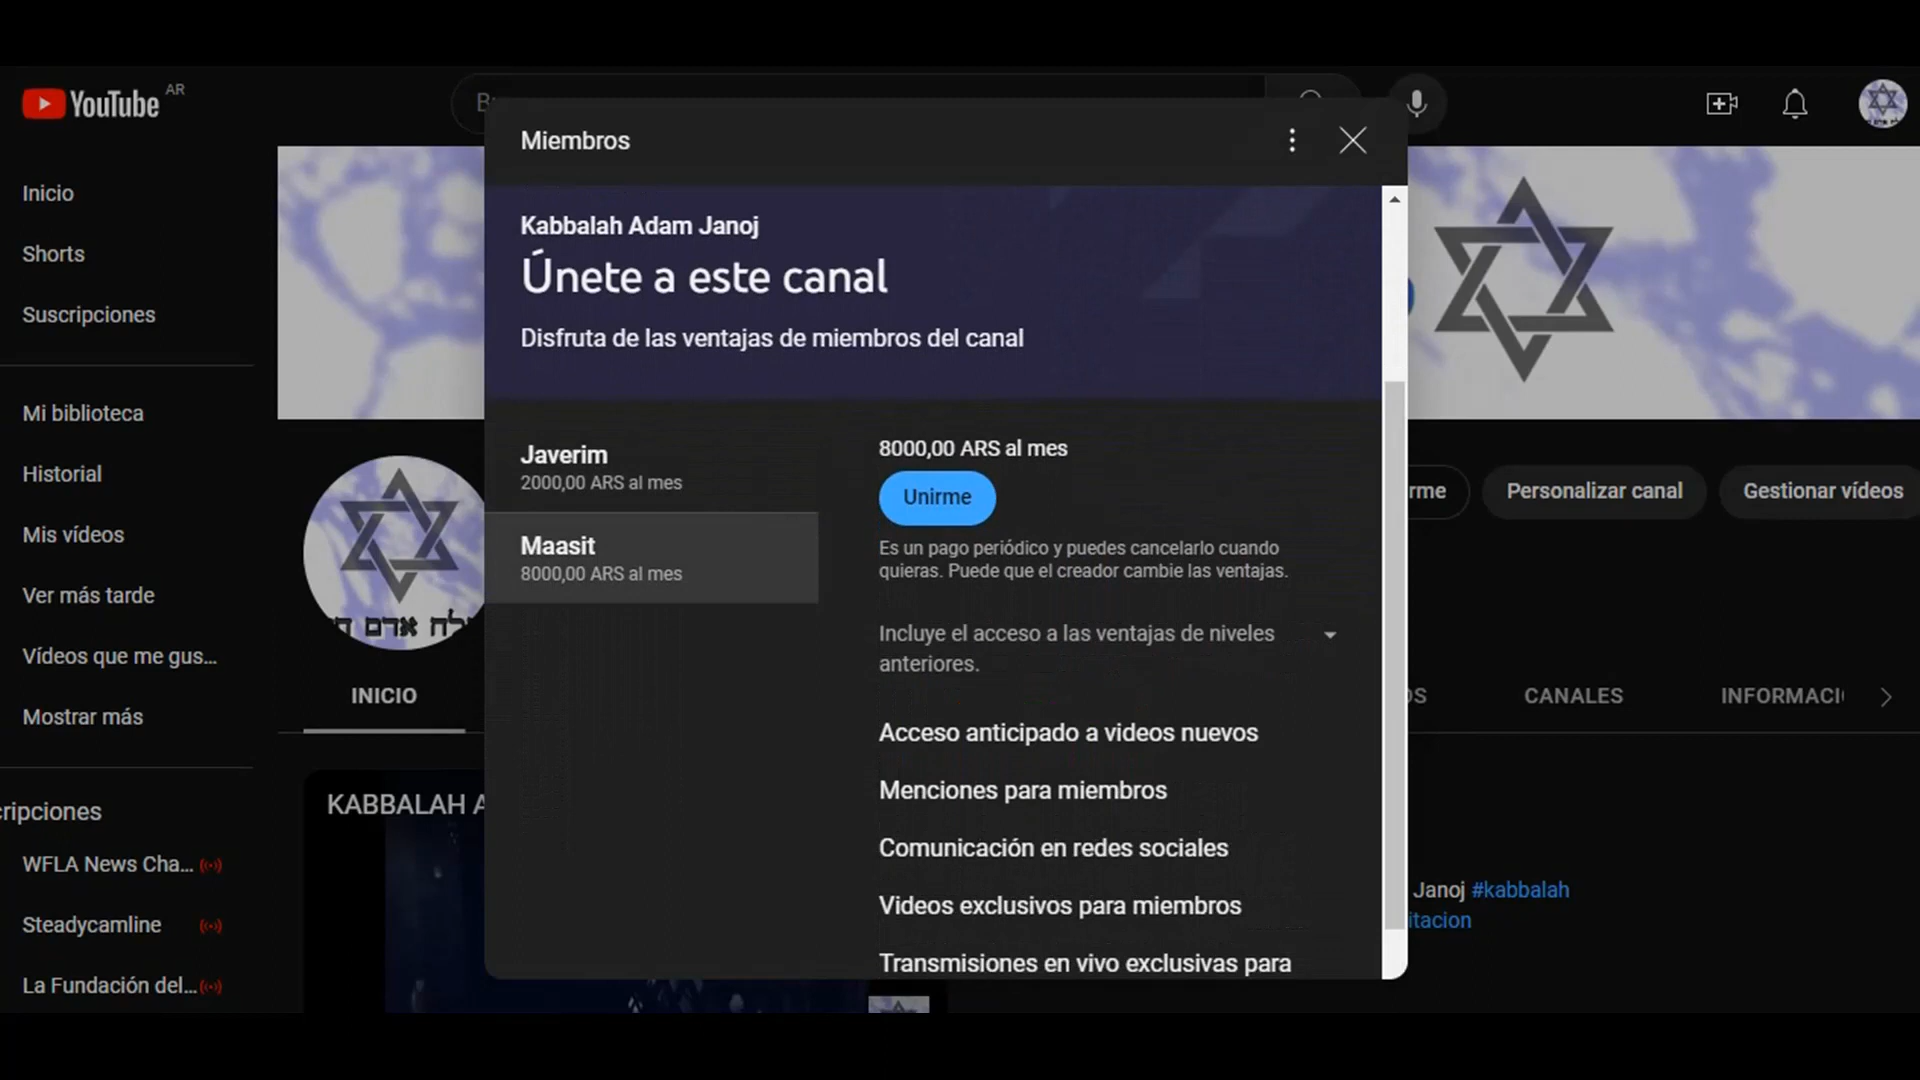 YouTube AR
Miembros
Inicio
Shorts
Suscripciones
Mi biblioteca
Historial
Mis vídeos
Ver más tarde
Vídeos que me gus...
Mostrar más
cripciones
WFLA News Cha...
Steadycamline
La Fundación del...
Kabbalah Adam Janoj
Únete a este canal
Disfruta de las ventajas de miembros del canal
Javerim
2000,00 ARS al mes
Maasit
8000,00 ARS al mes
8000,00 ARS al mes
Unirme
Es un pago periódico y puedes cancelarlo cuando
quieras. Puede que el creador cambie las ventajas.
Incluye el acceso a las ventajas de niveles
anteriores.
Acceso anticipado a videos nuevos
Menciones para miembros
Comunicación en redes sociales
Videos exclusivos para miembros
Transmisiones en vivo exclusivas para
rme
Personalizar canal
Gestionar vídeos
INICIO
OS
CANALES
INFORMACI
KABBALAH A
Janoj #kabbalah
itacion